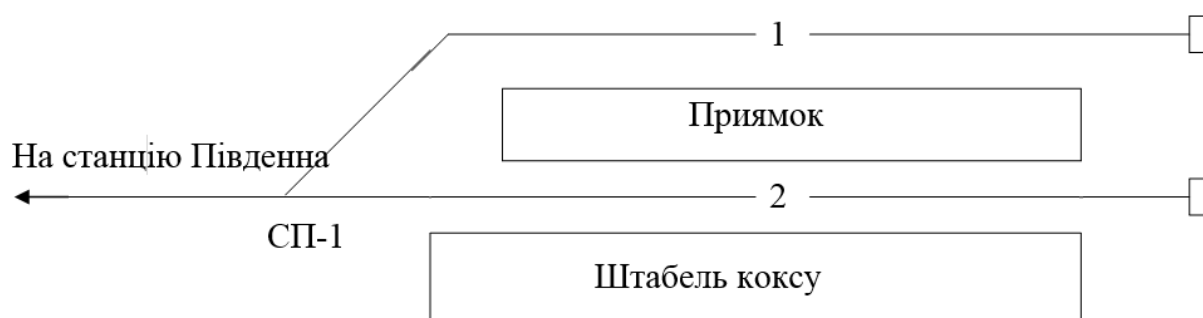 1
Приямок
На станцію Південна
2
СП-1
Штабель коксу